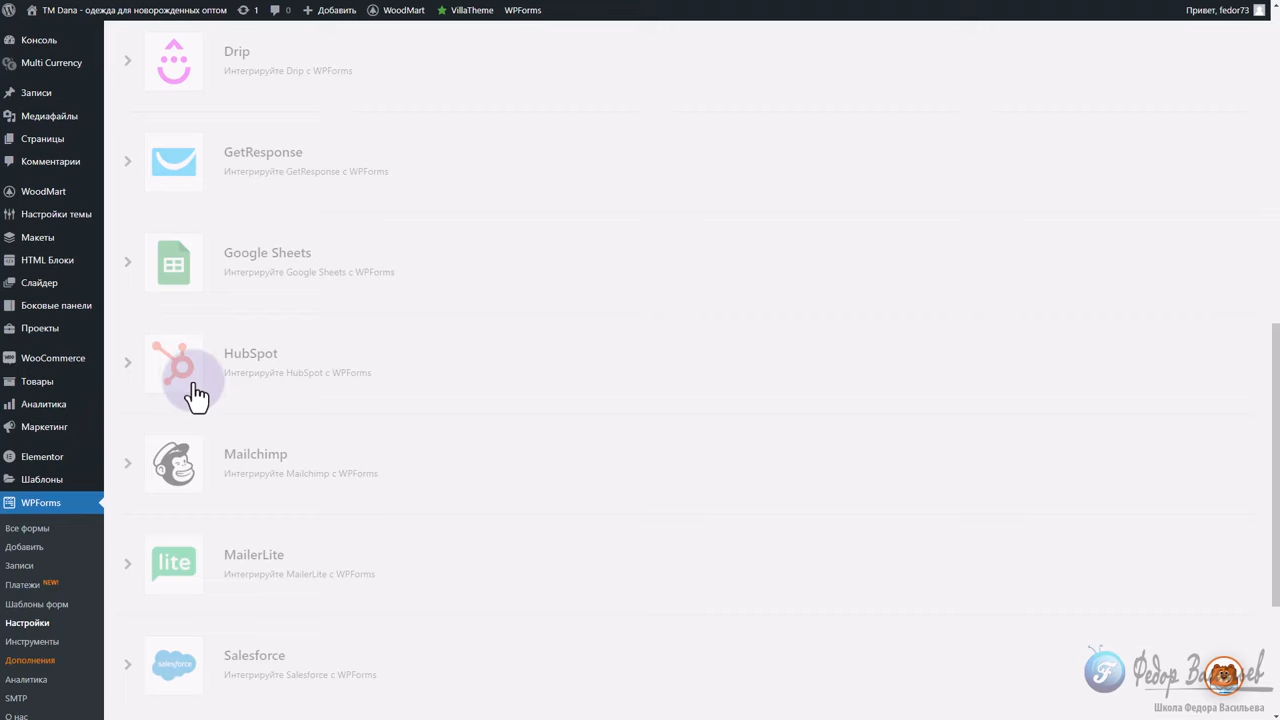 TM Dana - одежда для новорожденных оптом 1 0 Добавить WoodMart VillaTheme WPForms Привет, fedor73
Консоль
Multi Currency
Записи
Медиафайлы
Страницы
Комментарии
WoodMart
Настройки темы
Макеты
HTML Блоки
Слайдер
Боковые панели
Проекты
WooCommerce
Товары
Аналитика
Маркетинг
Elementor
Шаблоны
WPForms
Все формы
Добавить
Записи
Платежи NEW!
Шаблоны форм
Настройки
Инструменты
Дополнения
Аналитика
SMTP
О нас
Drip
Интегрируйте Drip с WPForms
GetResponse
Интегрируйте GetResponse с WPForms
Google Sheets
Интегрируйте Google Sheets с WPForms
HubSpot
Интегрируйте HubSpot с WPForms
Mailchimp
Интегрируйте Mailchimp с WPForms
lite
MailerLite
Интегрируйте MailerLite с WPForms
salesforce
Salesforce
Интегрируйте Salesforce с WPForms
Федор Васильев
Школа Федора Васильева